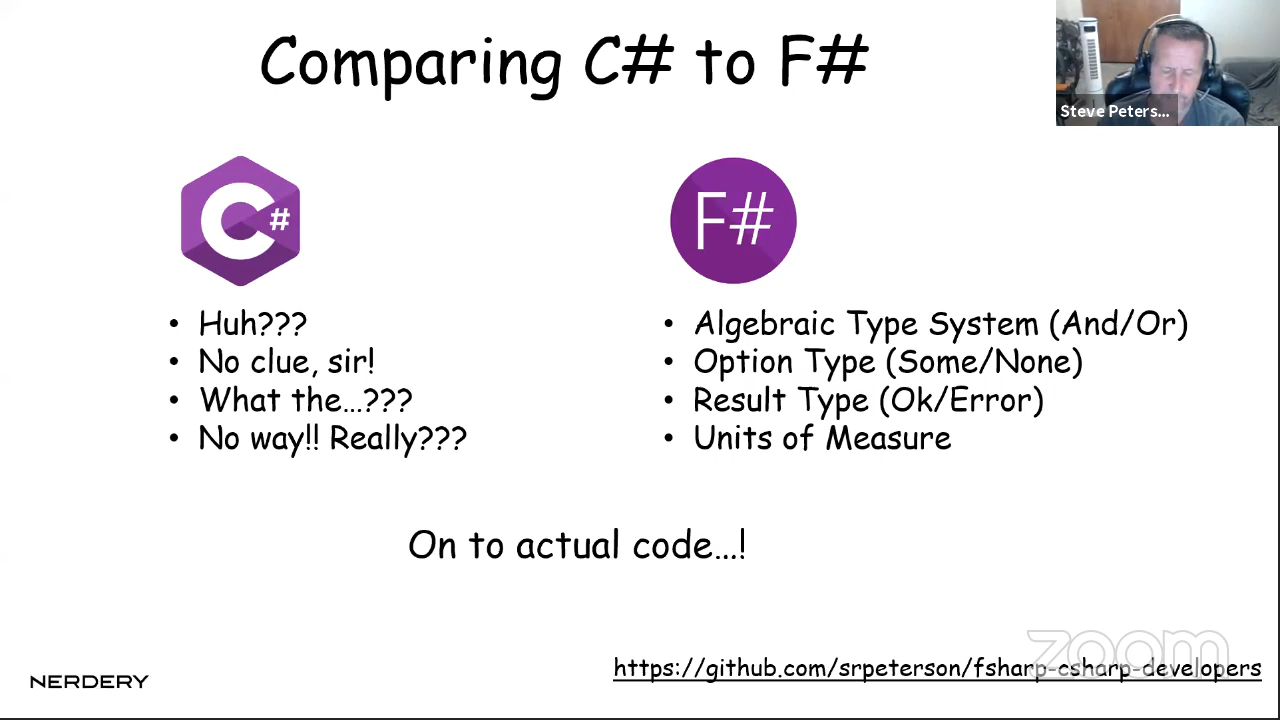 Comparing C# to F#
Steve Peters...
C#
F#
• Huh???
• No clue, sir!
• What the...???
• No way!! Really???
• Algebraic Type System (And/Or)
• Option Type (Some/None)
• Result Type (Ok/Error)
• Units of Measure
On to actual code...!
zoom
https://github.com/srpeterson/fsharp-csharp-developers
NERDERY